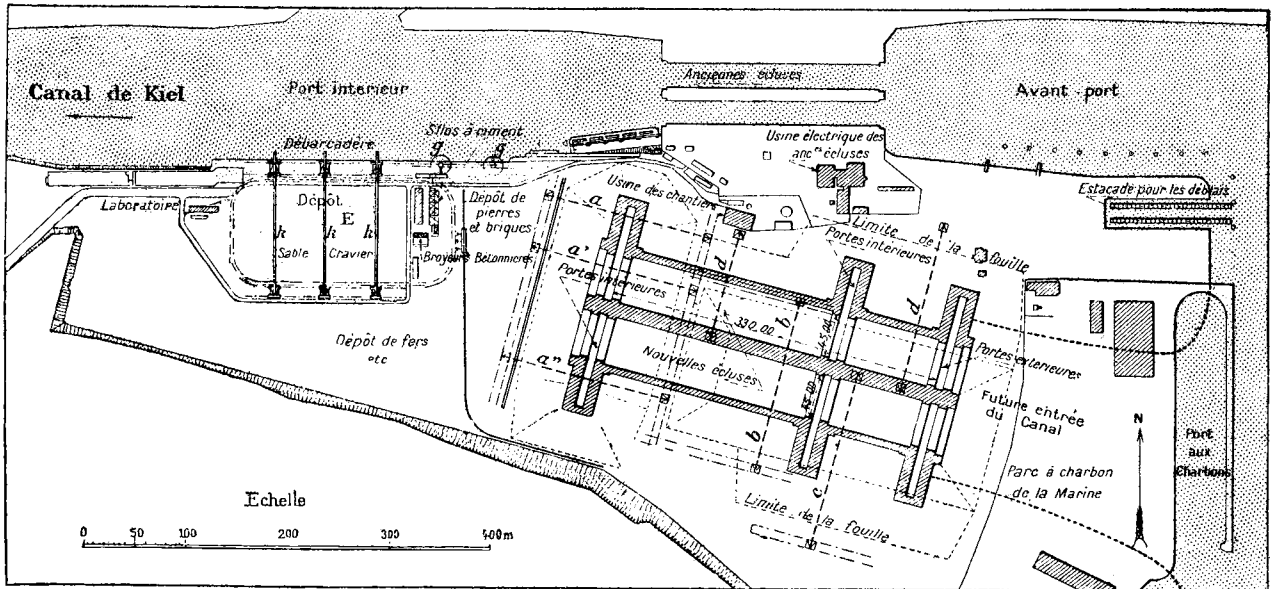 Canal de Kiel
Port intérieur
Anciennes écluses
Avant-port
Débarcadère
Silos à ciment
g
g
Usine électrique des
anc.nes écluses
Estacade pour les déblais
Laboratoire
Dépôt
E
h
h
h
Sable
Gravier
Broyeurs
Bétonnières
Dépôt de
pierres
et briques
Usine des chantiers
a
a'
a"
Portes intérieures
Limite de la fouille
Portes intérieures
d
d
b
b
c
330.00
45.00
45.00
Nouvelles écluses
Portes extérieures
Future entrée
du Canal
Dépôt de fers
etc
N
Port
aux
Charbons
Parc à charbon
de la Marine
Limite de la fouille
Echelle
0 50 100 200 300 400m